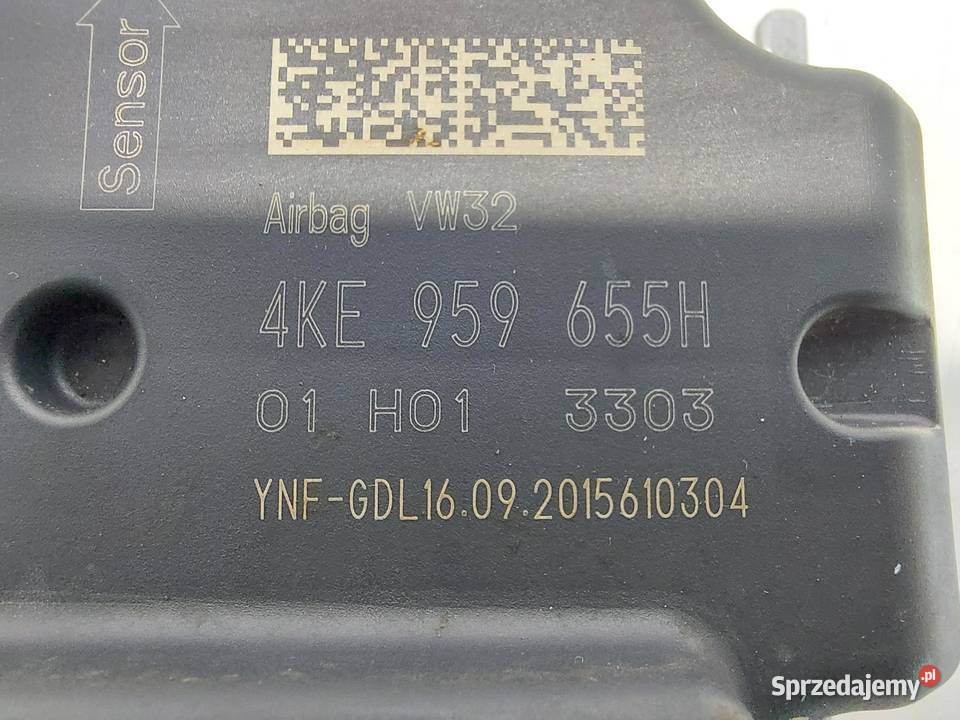 Sensor
Airbag VW32
4KE 959 655H
01 H01 3303
YNF-GDL16.09.2015610304
Sprzedajemy.pl